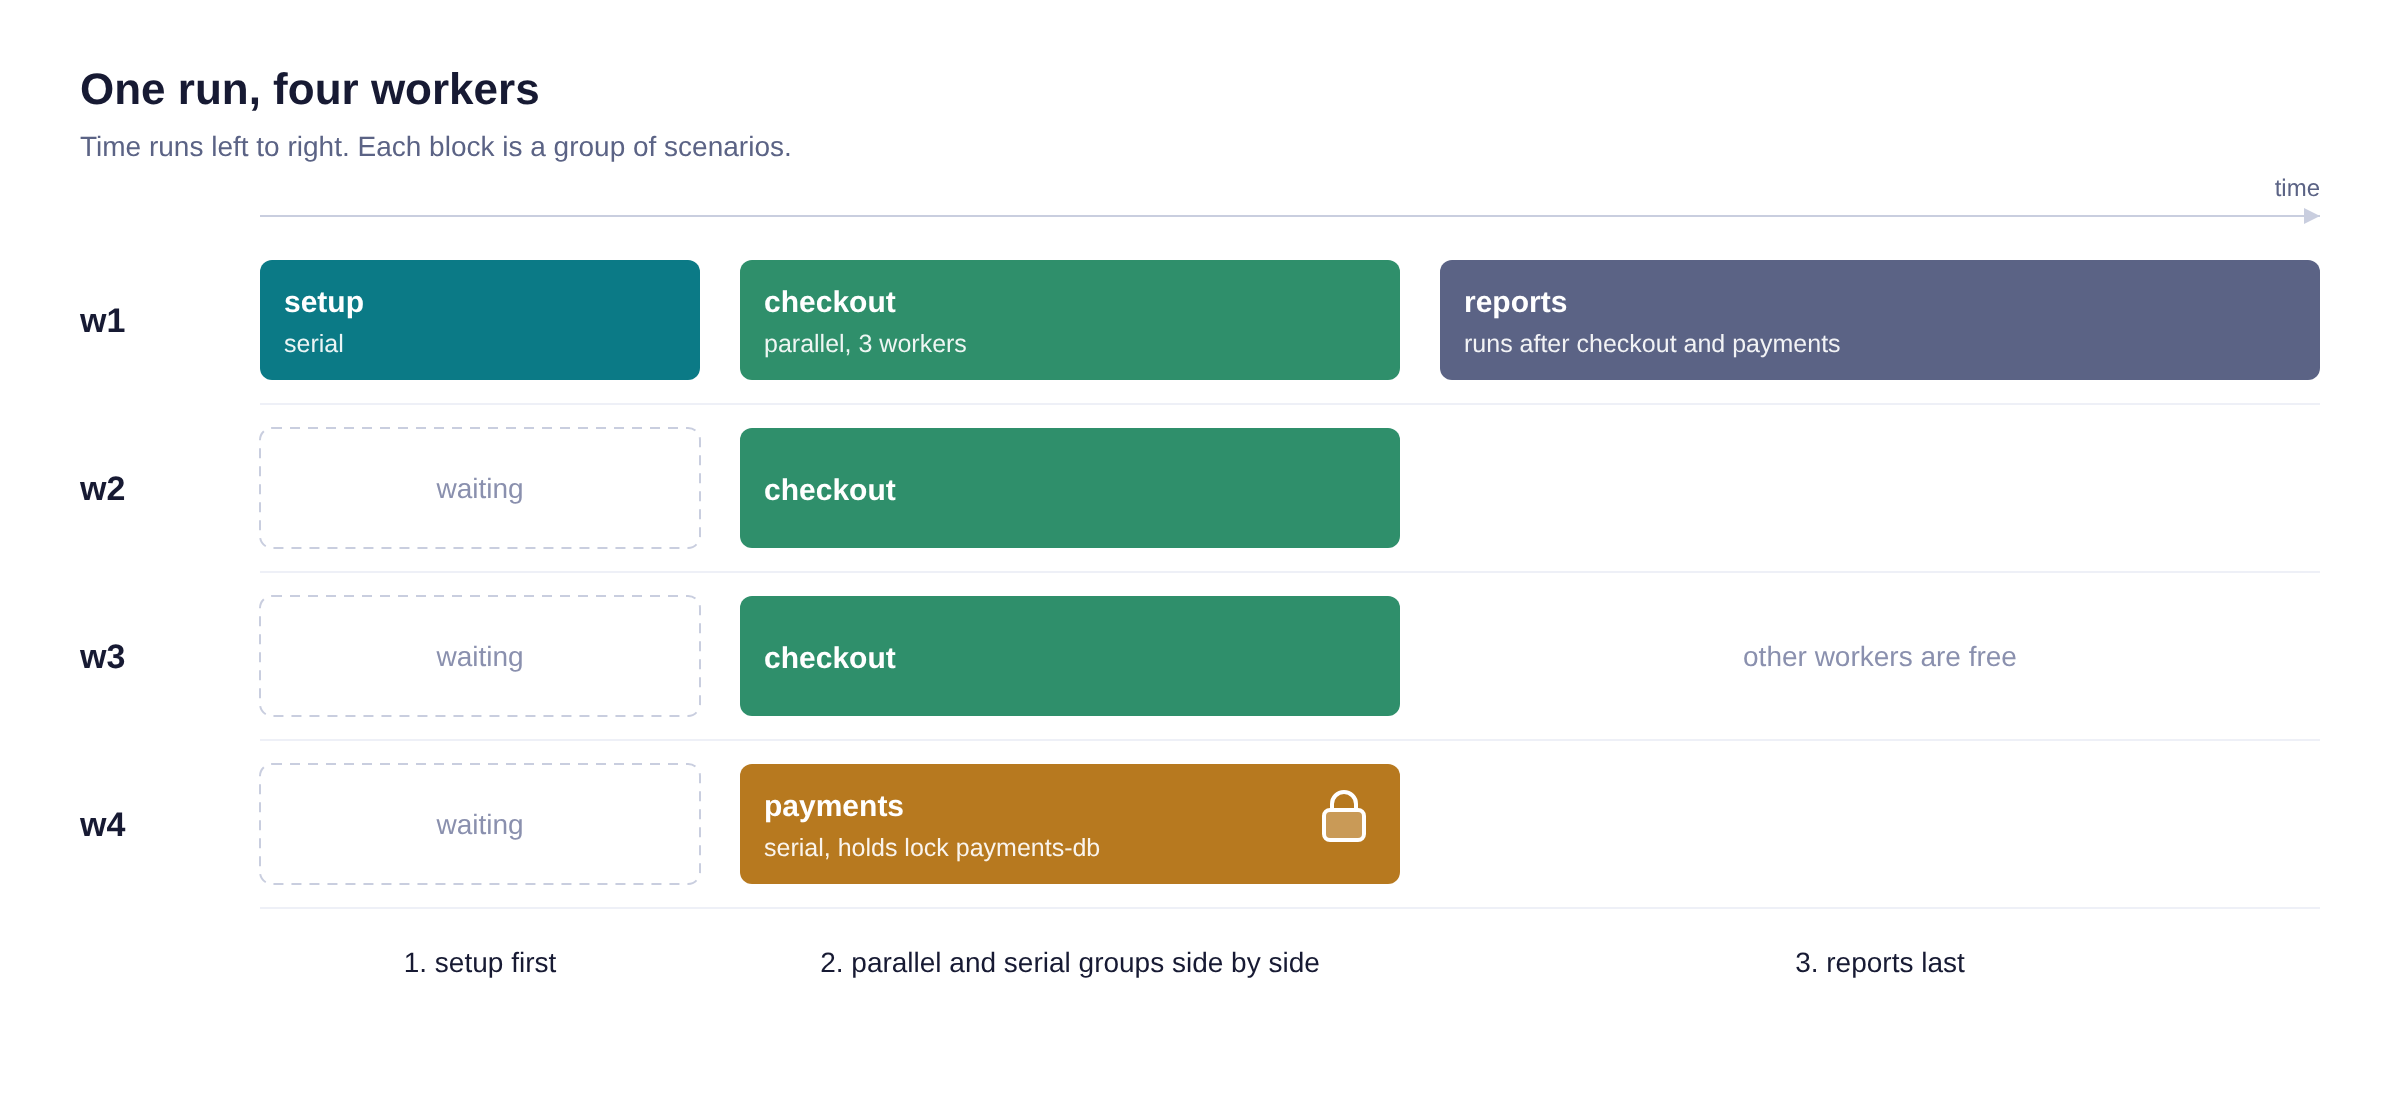 One run, four workers
Time runs left to right. Each block is a group of scenarios.
time
w1
setup
serial
checkout
parallel, 3 workers
reports
runs after checkout and payments
w2
waiting
checkout
w3
waiting
checkout
other workers are free
w4
waiting
payments
serial, holds lock payments-db
1. setup first
2. parallel and serial groups side by side
3. reports last